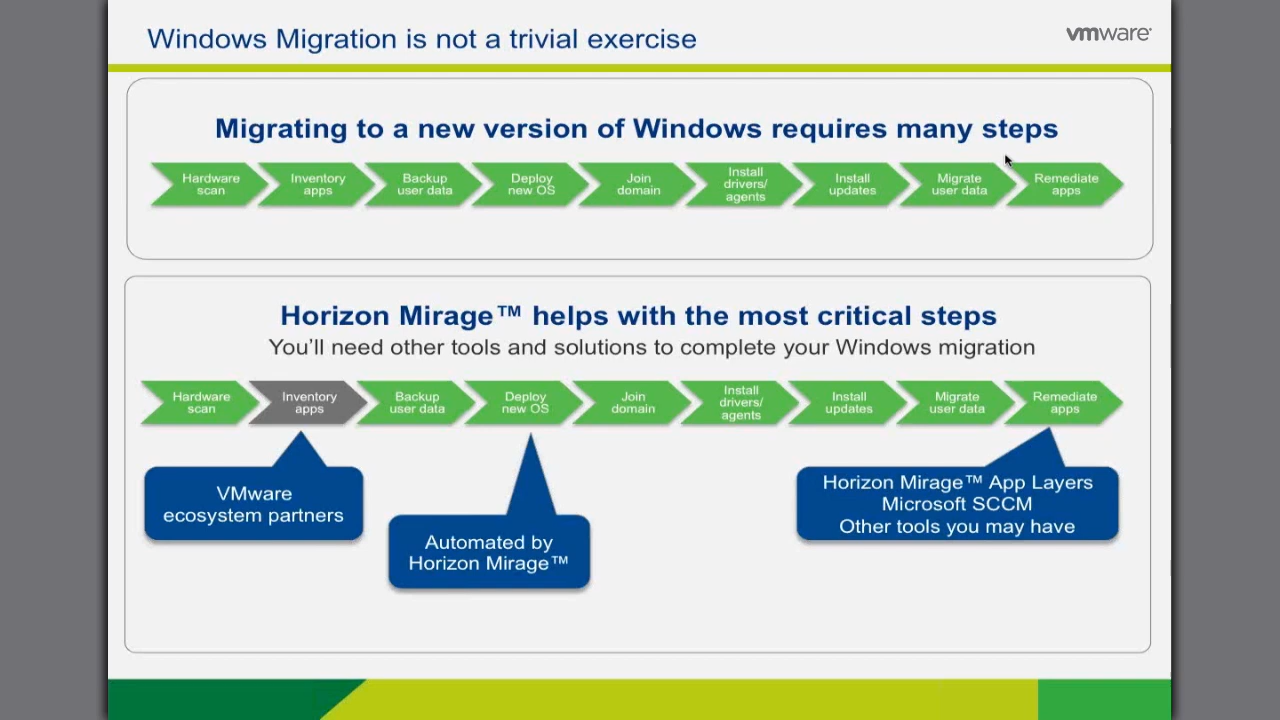 Windows Migration is not a trivial exercise
vmware
Migrating to a new version of Windows requires many steps
Hardware
scan
Inventory
apps
Backup
user data
Deploy
new OS
Join
domain
Install
drivers/
agents
Install
updates
Migrate
user data
Remediate
apps
Horizon Mirage™ helps with the most critical steps
You'll need other tools and solutions to complete your Windows migration
Hardware
scan
Inventory
apps
Backup
user data
Deploy
new OS
Join
domain
Install
drivers/
agents
Install
updates
Migrate
user data
Remediate
apps
VMware
ecosystem partners
Automated by
Horizon Mirage™
Horizon Mirage™ App Layers
Microsoft SCCM
Other tools you may have